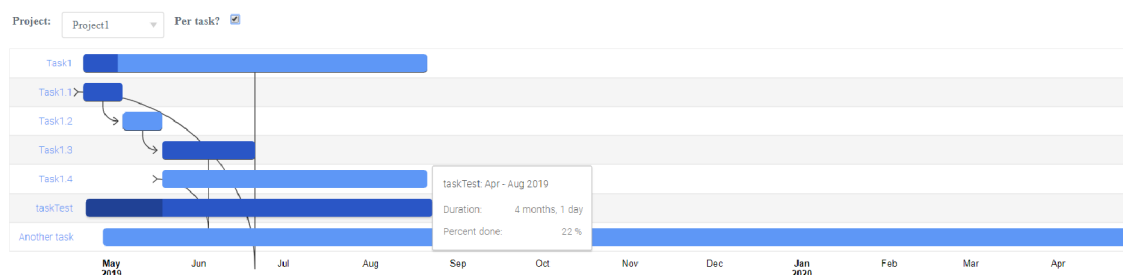 Project: Project1 Per task?
Task1
Task1.1
Task1.2
Task1.3
Task1.4
taskTest
Another task
taskTest: Apr - Aug 2019
Duration: 4 months, 1 day
Percent done: 22 %
May Jun Jul Aug Sep Oct Nov Dec Jan Feb Mar Apr
2019 2020